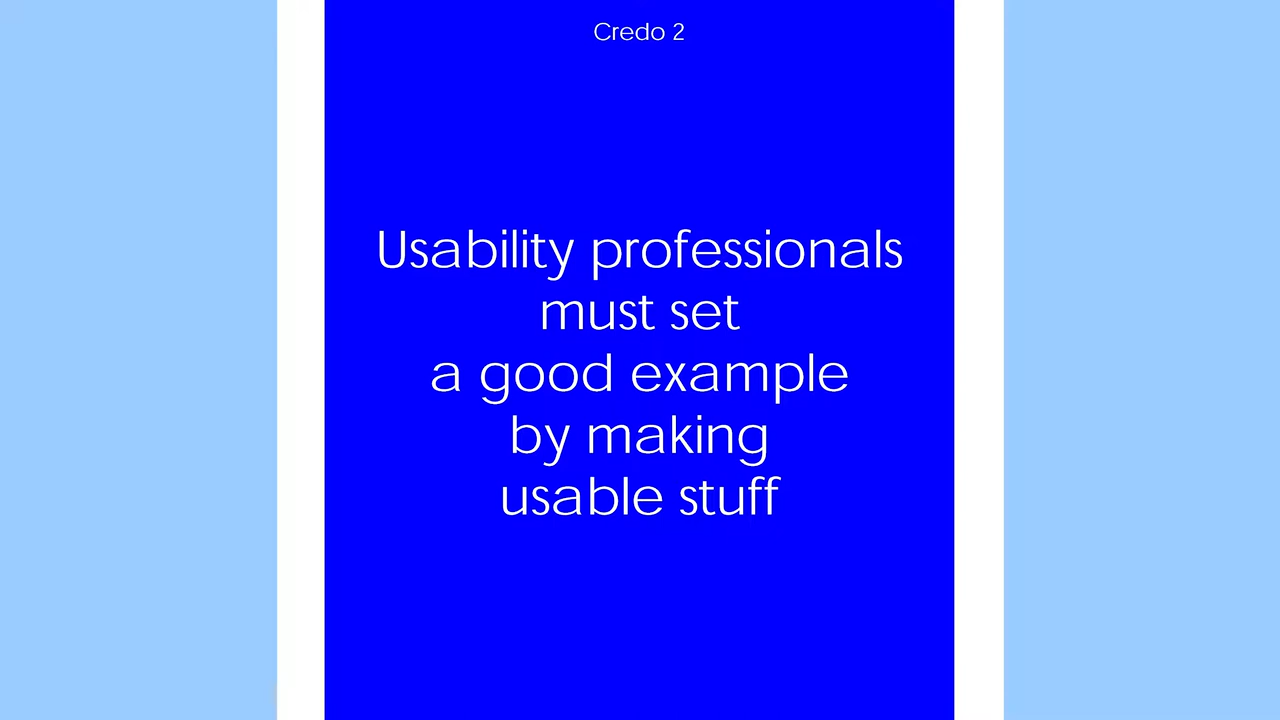 Credo 2
Usability professionals
must set
a good example
by making
usable stuff